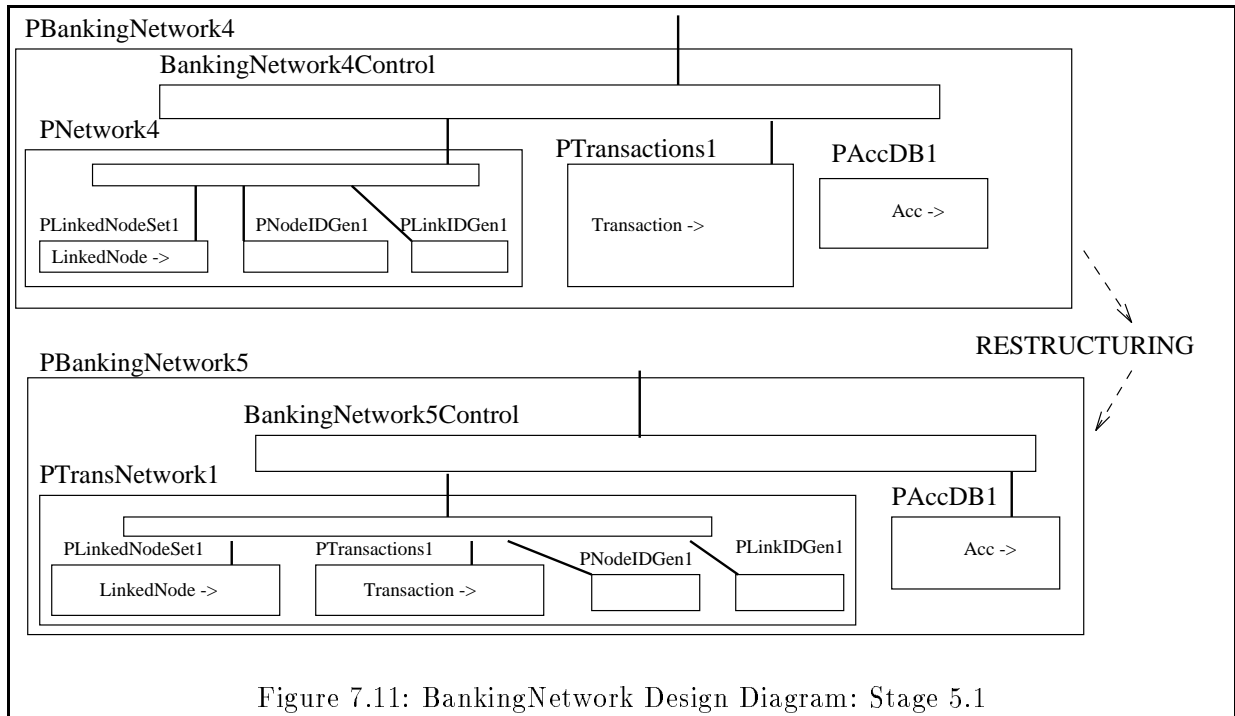 PBankingNetwork4
BankingNetwork4Control
PNetwork4
PTransactions1
PAccDB1
PLinkedNodeSet1
PNodeIDGen1
PLinkIDGen1
LinkedNode ->
Transaction ->
Acc ->
RESTRUCTURING
PBankingNetwork5
BankingNetwork5Control
PTransNetwork1
PAccDB1
PLinkedNodeSet1
PTransactions1
PNodeIDGen1
PLinkIDGen1
LinkedNode ->
Transaction ->
Acc ->
Figure 7.11: BankingNetwork Design Diagram: Stage 5.1